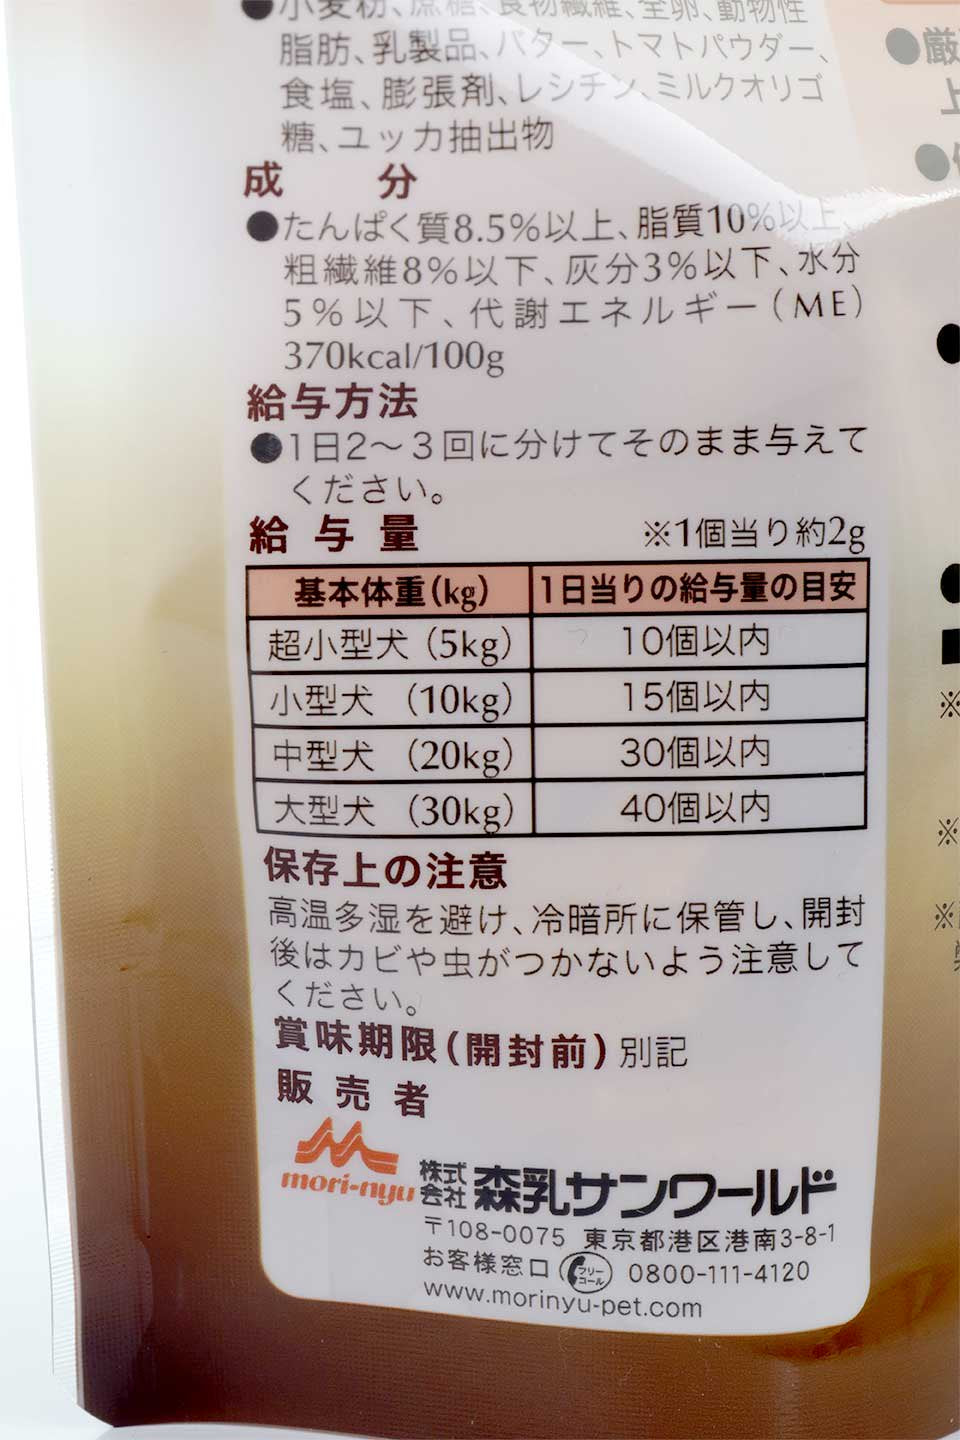 ●小麦粉、蔗糖、食物繊維、全卵、動物性
脂肪、乳製品、バター、トマトパウダー、
食塩、膨張剤、レシチン、ミルクオリゴ
糖、ユッカ抽出物
成分
●たんぱく質8.5%以上、脂質10%以上、
粗繊維8%以下、灰分3%以下、水分
5%以下、代謝エネルギー(ME)
370kcal/100g
給与方法
●1日2〜3回に分けてそのまま与えて
ください。
給与量 ※1個当り約2g
基本体重(kg) 1日当りの給与量の目安
超小型犬(5kg) 10個以内
小型犬(10kg) 15個以内
中型犬(20kg) 30個以内
大型犬(30kg) 40個以内
保存上の注意
高温多湿を避け、冷暗所に保管し、開封
後はカビや虫がつかないよう注意して
ください。
賞味期限(開封前)別記
販売者
mori-nyu 株式会社 森乳サンワールド
〒108-0075 東京都港区港南3-8-1
お客様窓口 フリーコール 0800-111-4120
www.morinyu-pet.com
●厳
上
●
●
●
■
※
※
※